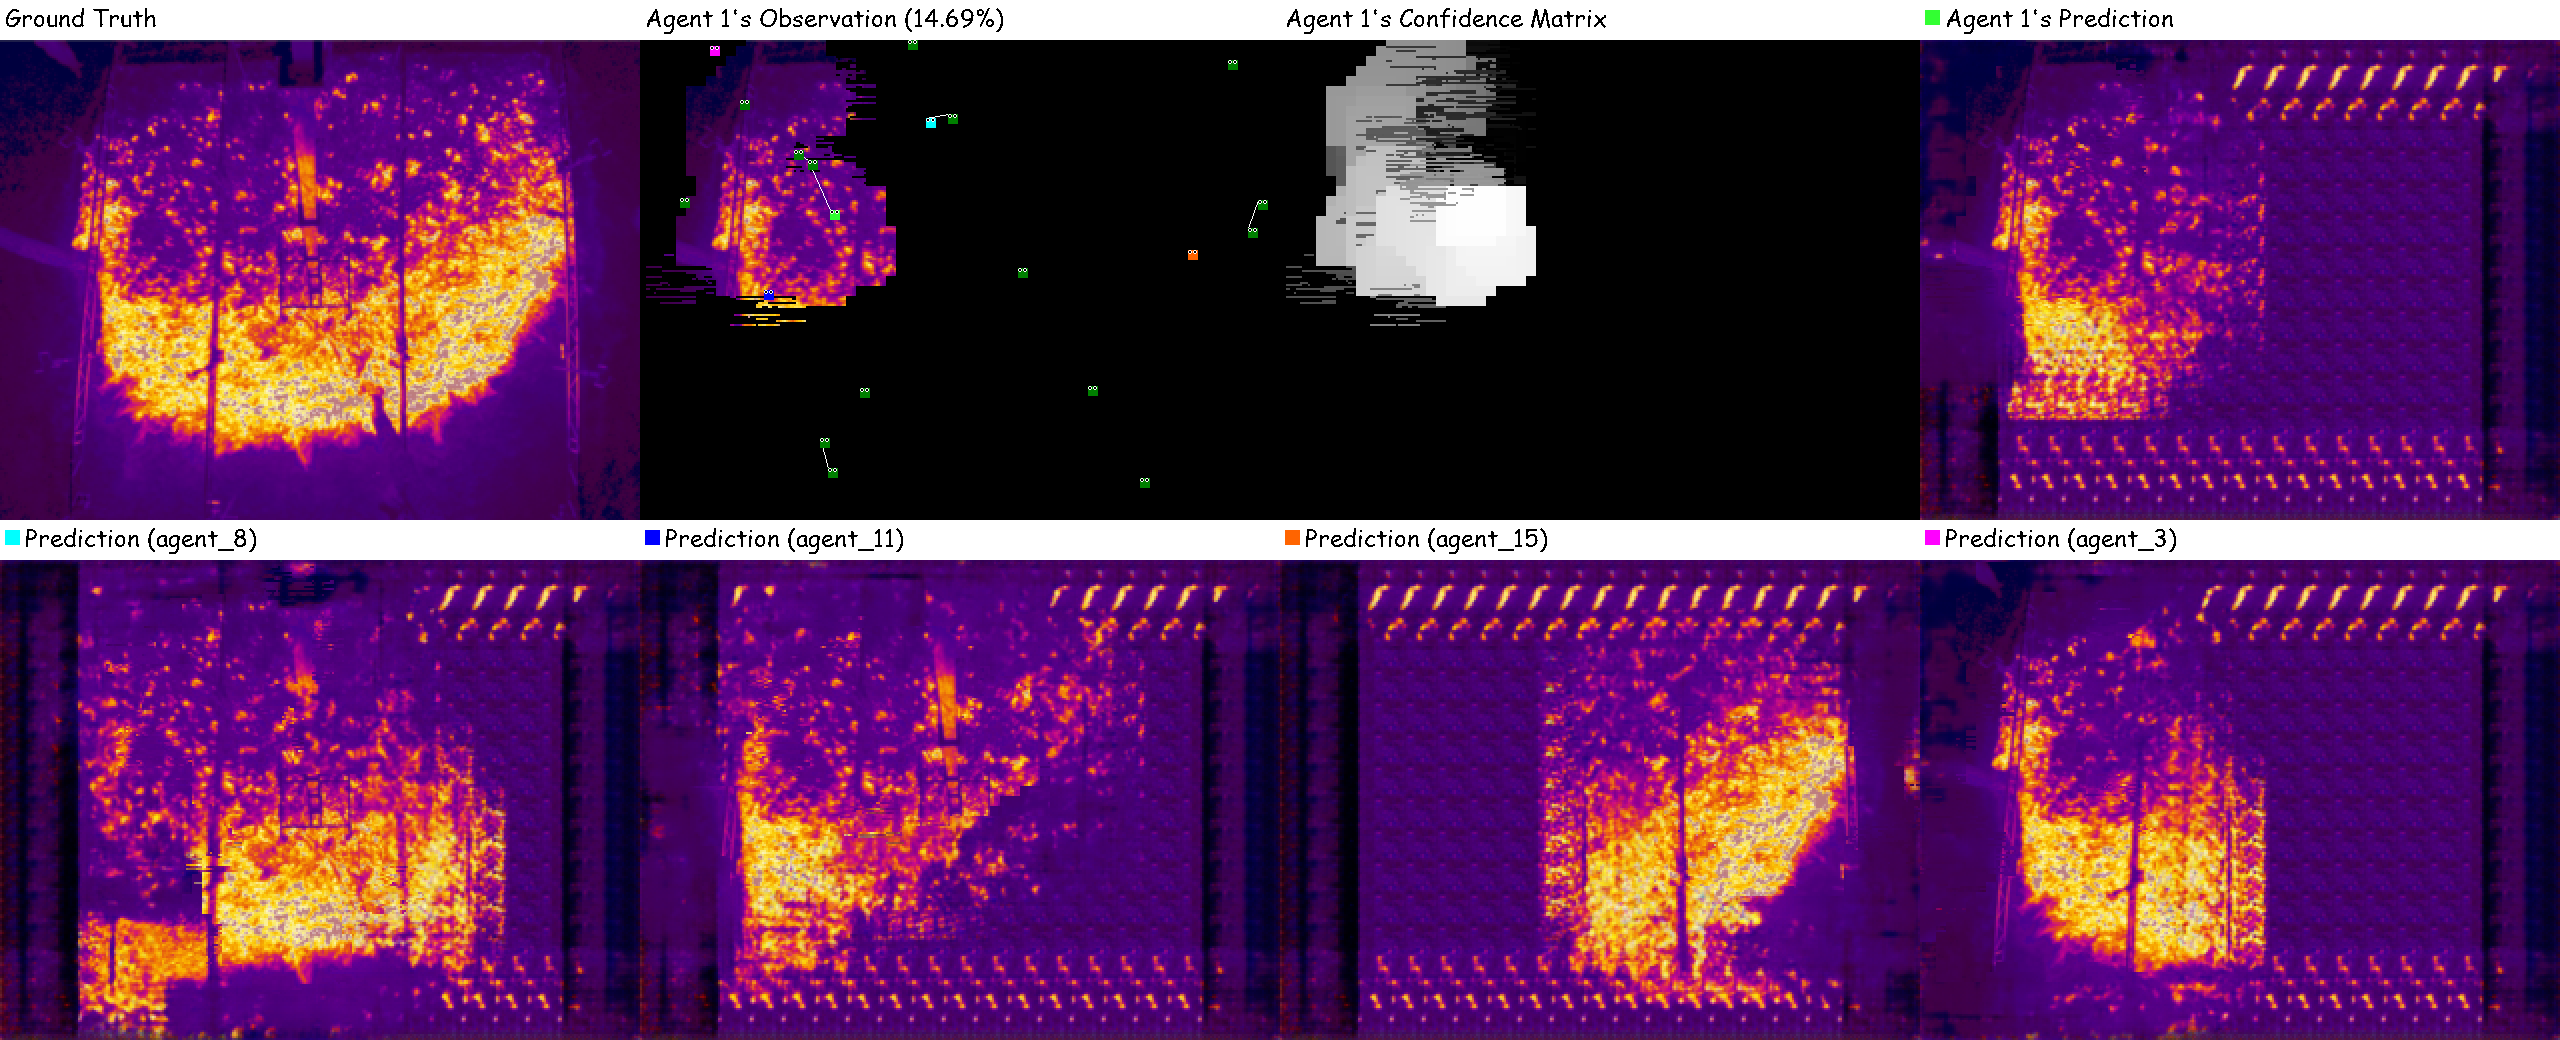 Ground Truth
Agent 1's Observation (14.69%)
Agent 1's Confidence Matrix
Agent 1's Prediction
Prediction (agent_8)
Prediction (agent_11)
Prediction (agent_15)
Prediction (agent_3)